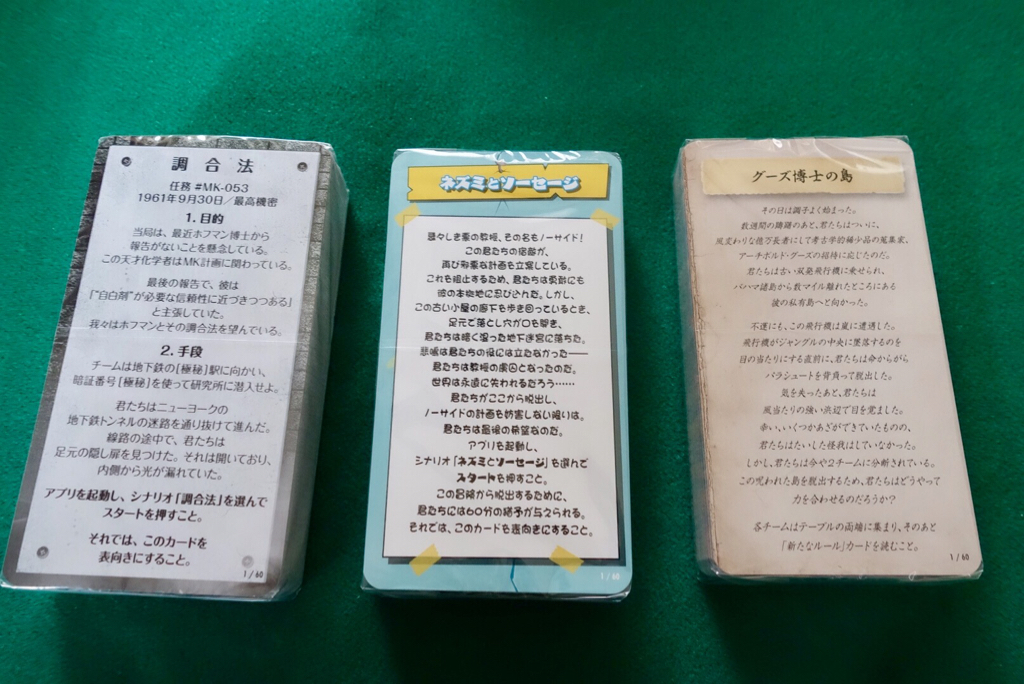 調合法
任務 #MK-053
1961年9月30日／最高機密
1. 目的
当局は、最近ホフマン博士から
報告がないことを懸念している。
この天才化学者はMK計画に関わっている。
最後の報告で、彼は
「“自白剤”が必要な信頼性に近づきつつある」
と主張していた。
我々はホフマンとその調合法を望んでいる。
2. 手段
チームは地下鉄の[極秘]駅に向かい、
暗証番号[極秘]を使って研究所に潜入せよ。
君たちはニューヨークの
地下鉄トンネルの迷路を通り抜けて進んだ。
線路の途中で、君たちは
足元の隠し扉を見つけた。それは開いており、
内側から光が漏れていた。
アプリを起動し、シナリオ「調合法」を選んで
スタートを押すこと。
それでは、このカードを
表向きにすること。
1 / 60
ネズミとソーセージ
疎々しき悪の教授、その名もノーサイド!
この君たちの宿敵が、
再び邪悪な計画を立案している。
これを阻止するため、君たちは勇敢にも
彼の本拠地に忍び込んだ。しかし、
この古い小屋の廊下を歩き回っているとき、
足元で落とし穴が口を開き、
君たちは暗く湿った地下迷宮に落ちた。
悲鳴は君たちの役には立たなかった──
君たちは教授の虜囚となったのだ。
世界は永遠に失われるだろう……
君たちがここから脱出し、
ノーサイドの計画を妨害しない限りは。
君たちは最後の希望なのだ。
アプリを起動し、
シナリオ「ネズミとソーセージ」を選んで
スタートを押すこと。
この冒険から脱出するために、
君たちには60分の猶予が与えられる。
それでは、このカードを表向きにすること。
1 / 60
グーズ博士の島
その日は調子よく始まった。
数週間の躊躇のあと、君たちはついに、
風変わりな億万長者にして考古学的稀少品の蒐集家、
アーチボルド・グーズの招待に応じたのだ。
君たちは古い双発飛行機に乗せられ、
バハマ諸島から数マイル離れたところにある
彼の私有島へと向かった。
不運にも、この飛行機は嵐に遭遇した。
飛行機がジャングルの中央に墜落するのを
目の当たりにする直前に、君たちは命からがら
パラシュートを背負って脱出した。
気を失ったあと、君たちは
風当たりの強い浜辺で目を覚ました。
幸い、いくつかあざができていたものの、
君たちはたいした怪我はしていなかった。
しかし、君たちは今や2チームに分断されている。
この呪われた島を脱出するため、君たちはどうやって
力を合わせるのだろうか?
各チームはテーブルの両端に集まり、そのあと
「新たなルール」カードを読むこと。
1 / 60